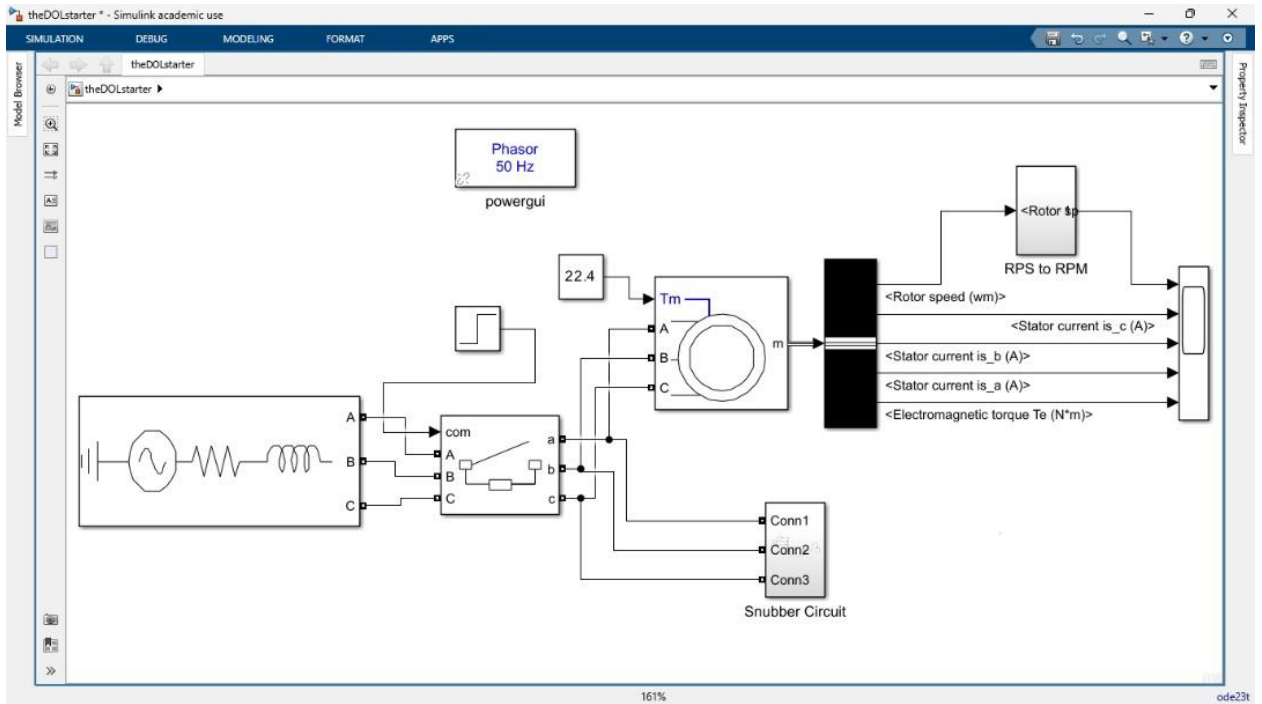 theDOLstarter * - Simulink academic use
SIMULATION
DEBUG
MODELING
FORMAT
APPS
Model Browser
theDOLstarter
theDOLstarter
Property Inspector
Phasor
50 Hz
powergui
22.4
Tm
A
B
C
m
<Rotor sp
RPS to RPM
<Rotor speed (wm)>
<Stator current is_c (A)>
<Stator current is_b (A)>
<Stator current is_a (A)>
<Electromagnetic torque Te (N*m)>
A
B
C
com
A
B
C
a
b
c
Conn1
Conn2
Conn3
Snubber Circuit
161%
ode23t